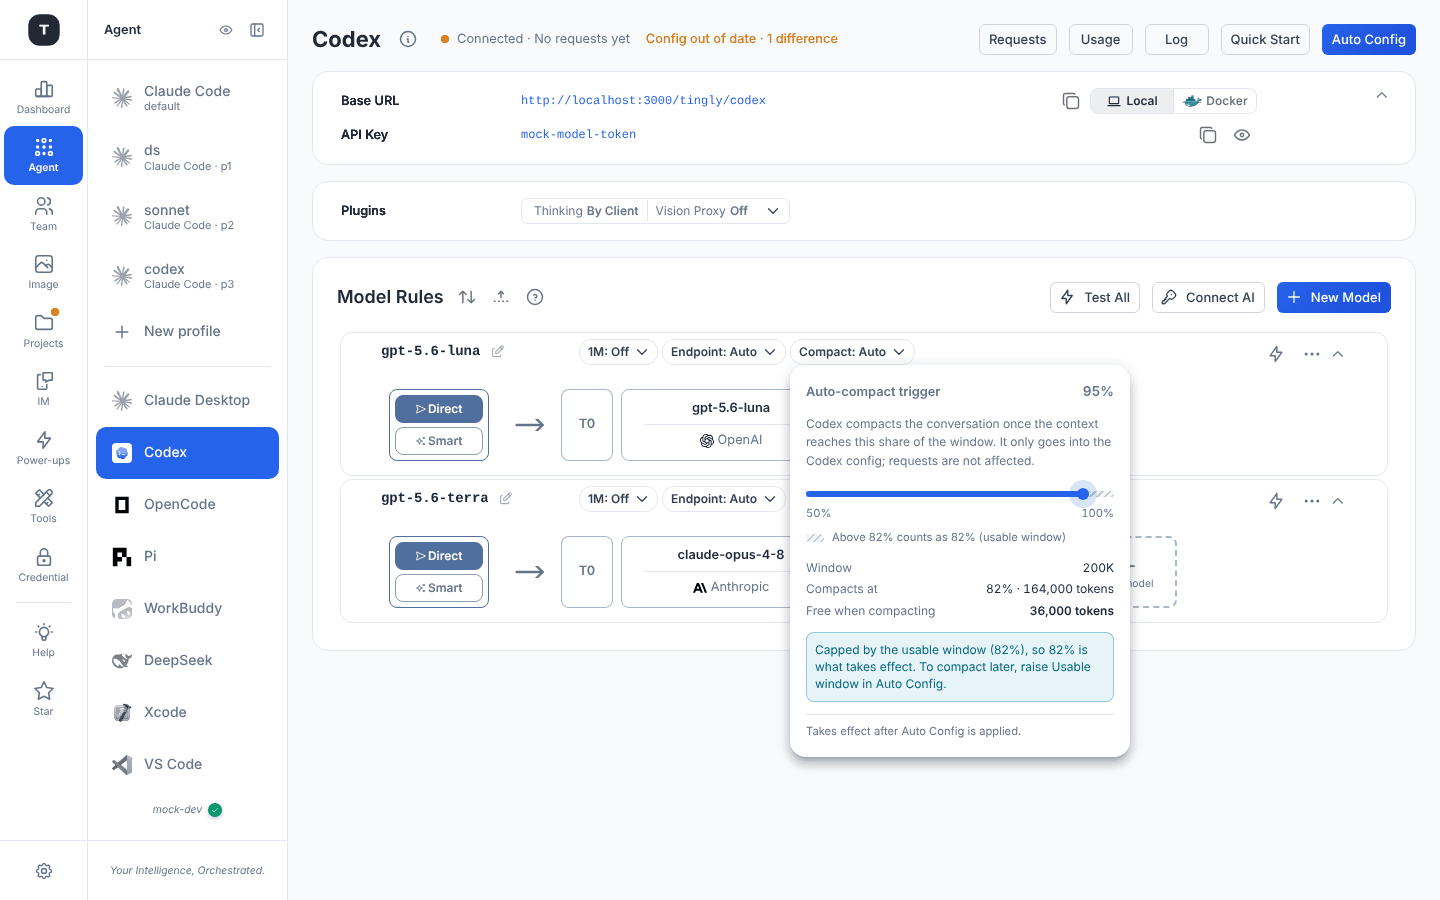 T
Dashboard
Agent
Team
Image
Projects
IM
Power-ups
Tools
Credential
Help
Star
Agent
Claude Code
default
ds
Claude Code · p1
sonnet
Claude Code · p2
codex
Claude Code · p3
New profile
Claude Desktop
Codex
OpenCode
Pi
WorkBuddy
DeepSeek
Xcode
VS Code
mock-dev
Your Intelligence, Orchestrated.
Codex
Connected · No requests yet
Config out of date · 1 difference
Requests
Usage
Log
Quick Start
Auto Config
Base URL
http://localhost:3000/tingly/codex
Local
Docker
API Key
mock-model-token
Plugins
Thinking By Client
Vision Proxy Off
Model Rules
Test All
Connect AI
New Model
gpt-5.6-luna
1M: Off
Endpoint: Auto
Compact: Auto
Direct
Smart
T0
gpt-5.6-luna
OpenAI
gpt-5.6-terra
1M: Off
Endpoint: Auto
Direct
Smart
T0
claude-opus-4-8
Anthropic
Auto-compact trigger
95%
Codex compacts the conversation once the context
reaches this share of the window. It only goes into the
Codex config; requests are not affected.
50%
100%
Above 82% counts as 82% (usable window)
Window
200K
Compacts at
82% · 164,000 tokens
Free when compacting
36,000 tokens
Capped by the usable window (82%), so 82% is
what takes effect. To compact later, raise Usable
window in Auto Config.
Takes effect after Auto Config is applied.